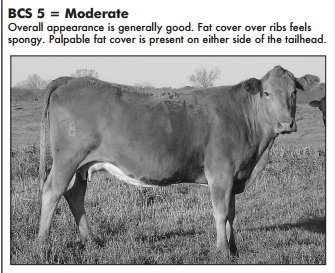 BCS 5 = Moderate
Overall appearance is generally good. Fat cover over ribs feels
spongy. Palpable fat cover is present on either side of the tailhead.